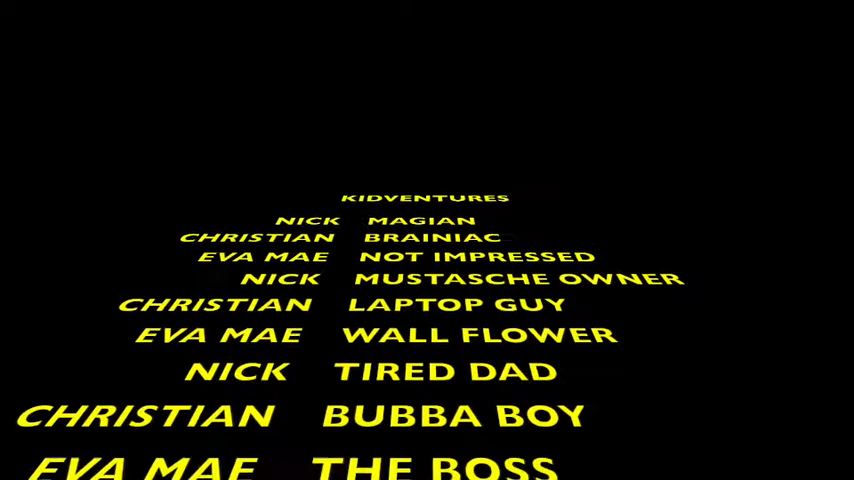 KIDVENTURES
NICK MAGIAN
CHRISTIAN BRAINIAC
EVA MAE NOT IMPRESSED
NICK MUSTASCHE OWNER
CHRISTIAN LAPTOP GUY
EVA MAE WALL FLOWER
NICK TIRED DAD
CHRISTIAN BUBBA BOY
EVA MAE THE BOSS